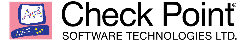 Check Point
SOFTWARE TECHNOLOGIES LTD.